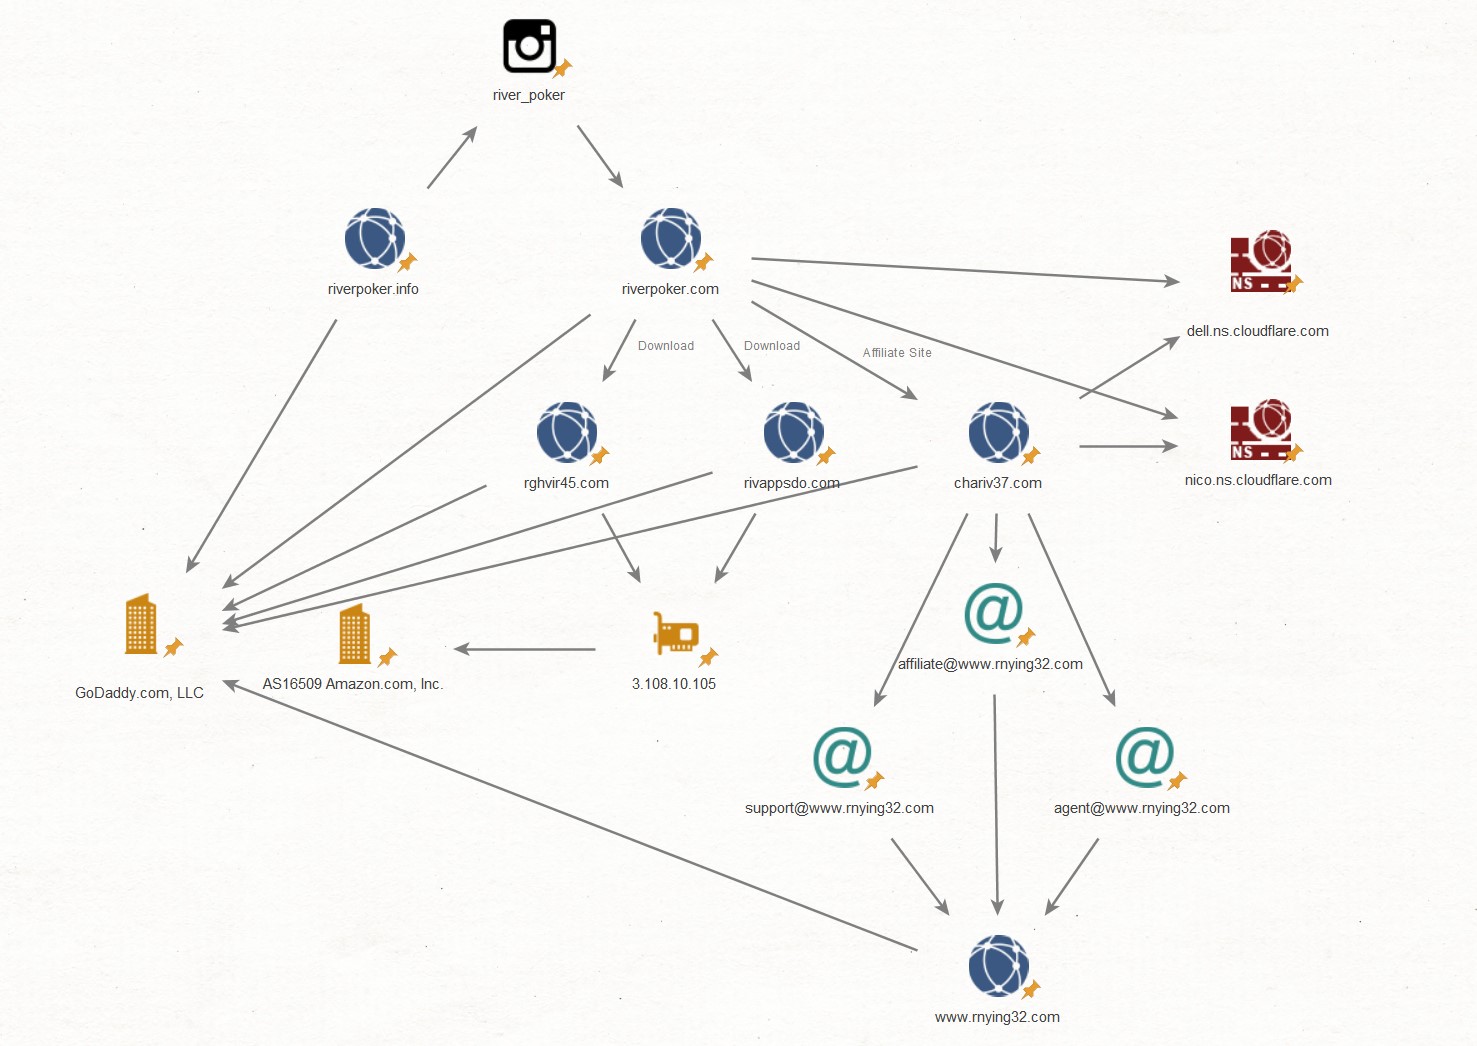 river_poker
riverpoker.info
riverpoker.com
dell.ns.cloudflare.com
Download
Download
Affiliate Site
NS
rghvir45.com
rivappsdo.com
chariv37.com
nico.ns.cloudflare.com
NS
GoDaddy.com, LLC
AS16509 Amazon.com, Inc.
3.108.10.105
affiliate@www.rnying32.com
support@www.rnying32.com
agent@www.rnying32.com
www.rnying32.com